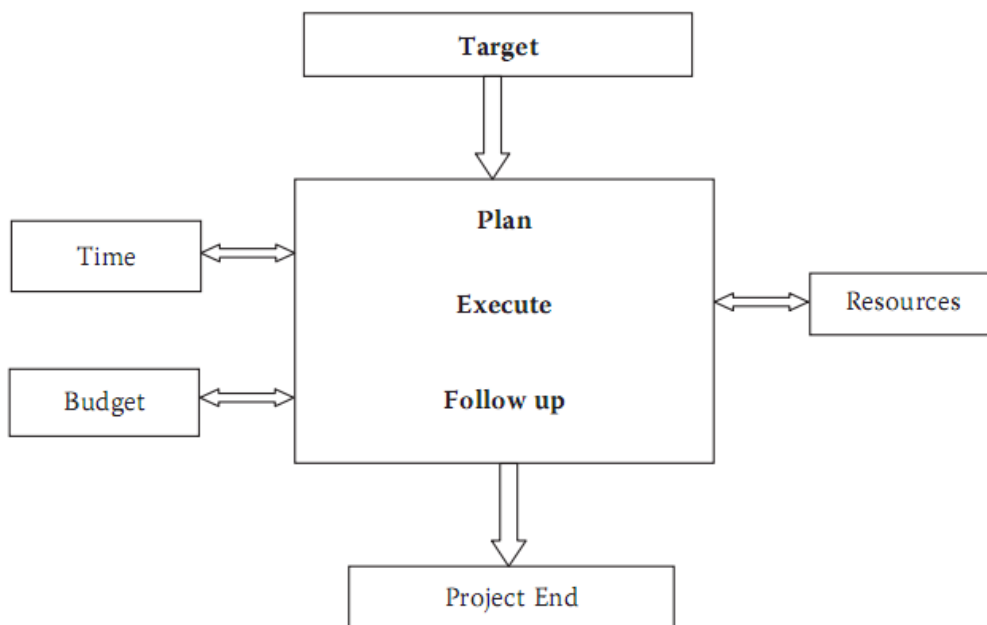 Target
Plan
Time
Execute
Resources
Budget
Follow up
Project End